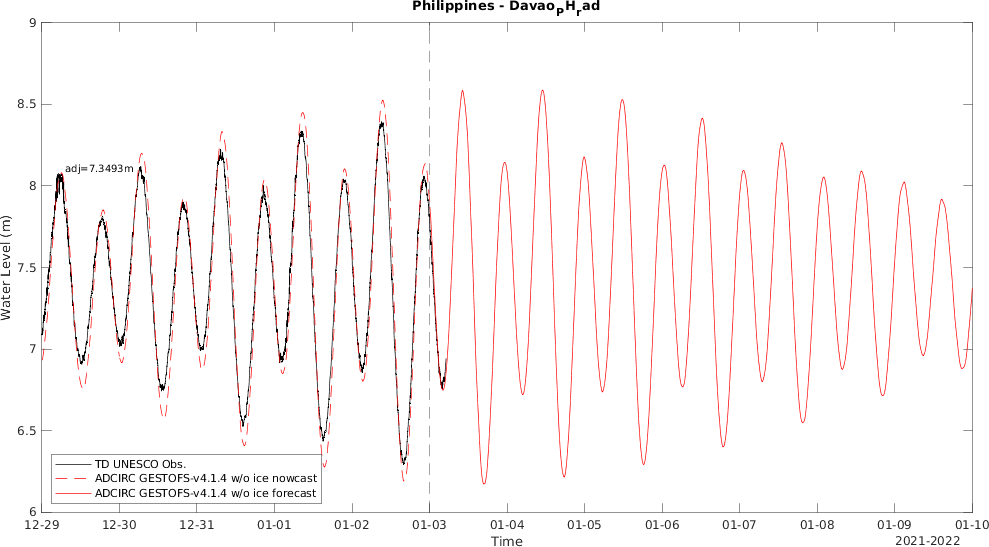 Philippines - Davao_pH_rad
9
8.5
8
7.5
7
6.5
6
Water Level (m)
adj=7.3493m
TD UNESCO Obs.
ADCIRC GESTOFS-v4.1.4 w/o ice nowcast
ADCIRC GESTOFS-v4.1.4 w/o ice forecast
12-29 12-30 12-31 01-01 01-02 01-03 01-04 01-05 01-06 01-07 01-08 01-09 01-10
Time
2021-2022